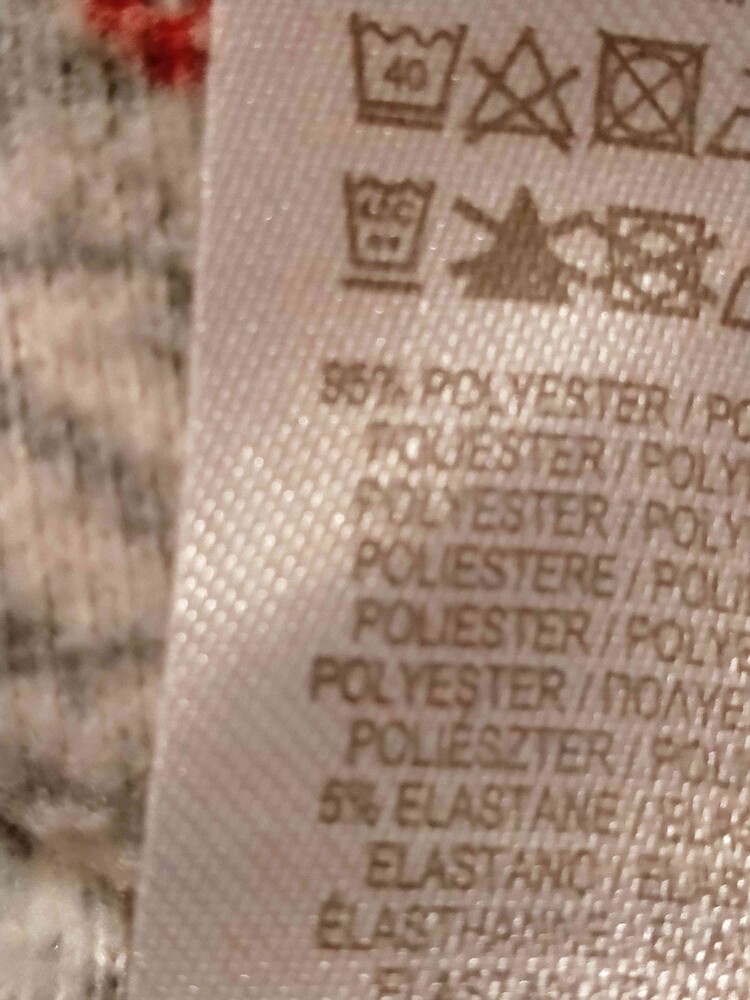 40
95% POLYESTER / PO
POLIESTER / POLY
POLYESTER / POLY
POLIESTERE / POLI
POLIESTER / POLY
POLYESTER / ΠΟΛΥΕ
POLIÉSZTER / POL
5% ELASTANE /
ELASTANO /
ÉLASTHANNE